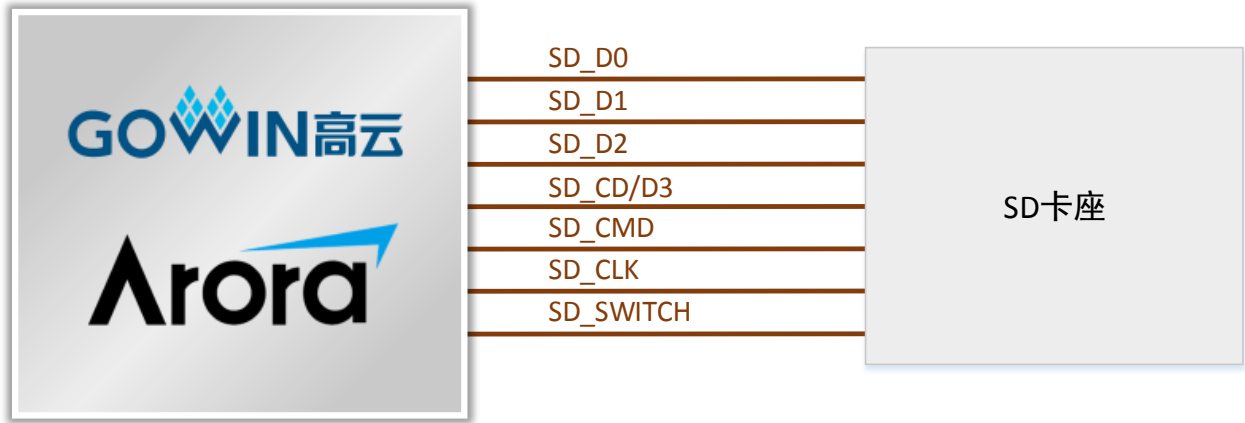 GOWIN高云
Arora
SD_D0
SD_D1
SD_D2
SD_CD/D3
SD_CMD
SD_CLK
SD_SWITCH
SD卡座